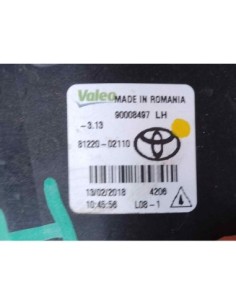 Valeo MADE IN ROMANIA
90008497 LH
-3.13
81220-02110
13/02/2018 4206
10:45:56 L08-1